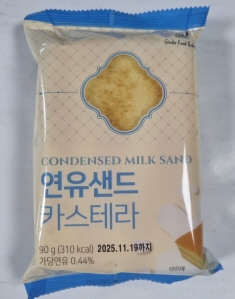 CONDENSED MILK SAND
연유샌드
카스테라
90 g (310 kcal) 2025.11.19까지
가당연유 0.44%